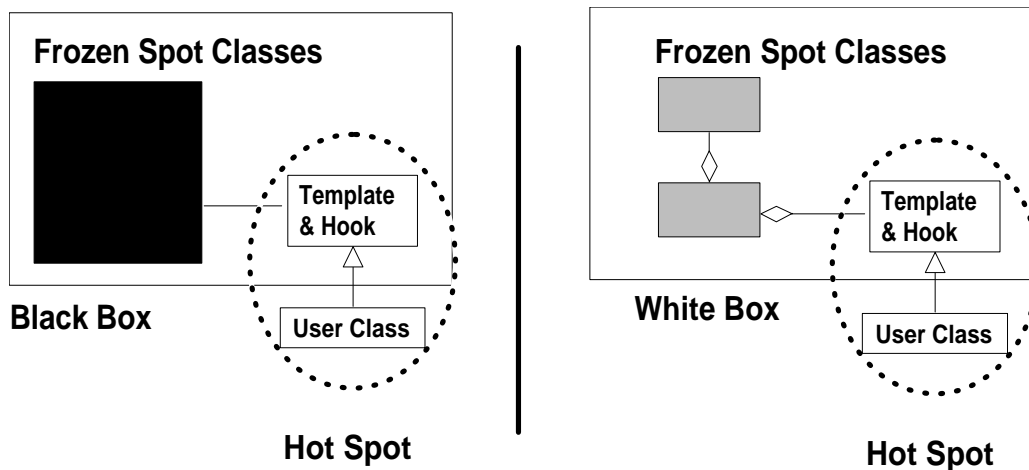 Frozen Spot Classes
Template
& Hook
User Class
Black Box
Hot Spot
Frozen Spot Classes
Template
& Hook
User Class
White Box
Hot Spot